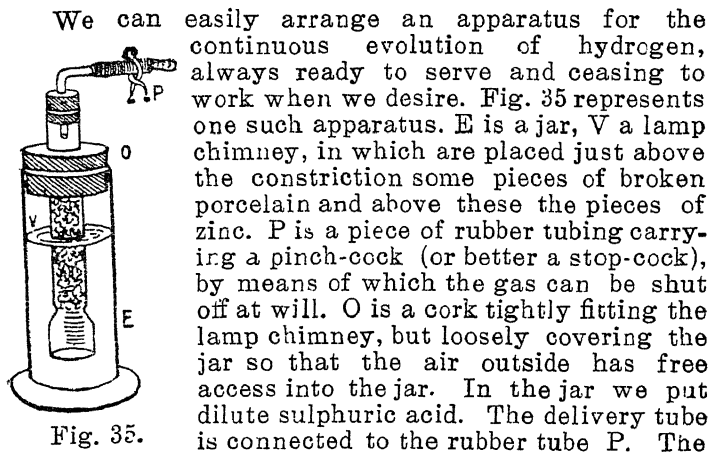 We can easily arrange an apparatus for the
continuous evolution of hydrogen,
always ready to serve and ceasing to
work when we desire. Fig. 35 represents
one such apparatus. E is a jar, V a lamp
chimney, in which are placed just above
the constriction some pieces of broken
porcelain and above these the pieces of
zinc. P is a piece of rubber tubing carry-
ing a pinch-cock (or better a stop-cock),
by means of which the gas can be shut
off at will. O is a cork tightly fitting the
lamp chimney, but loosely covering the
jar so that the air outside has free
access into the jar. In the jar we put
dilute sulphuric acid. The delivery tube
is connected to the rubber tube P. The
P
O
V
E
Fig. 35.